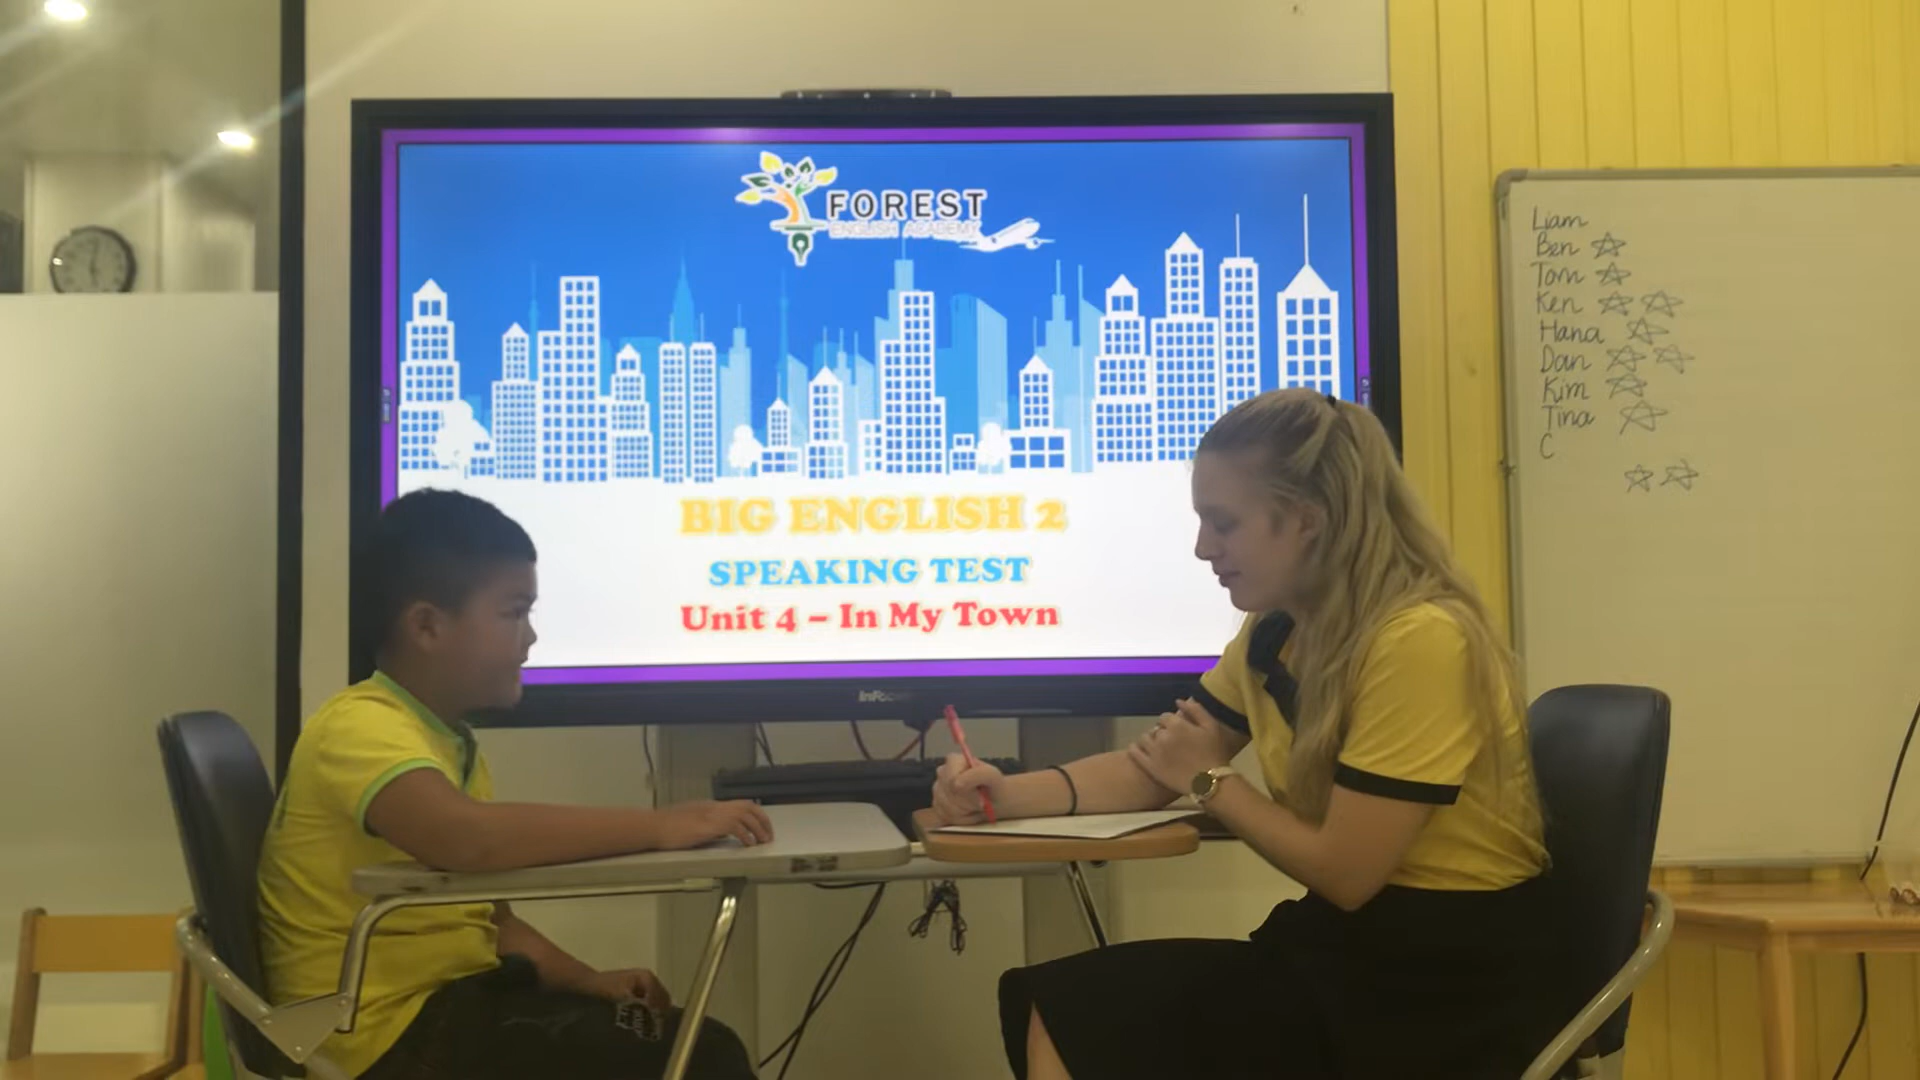 FOREST
ENGLISH ACADEMY
BIG ENGLISH 2
SPEAKING TEST
Unit 4 – In My Town
InFocus
Liam
Ben
Tom
Ken
Hana
Dan
Kim
Tina
C